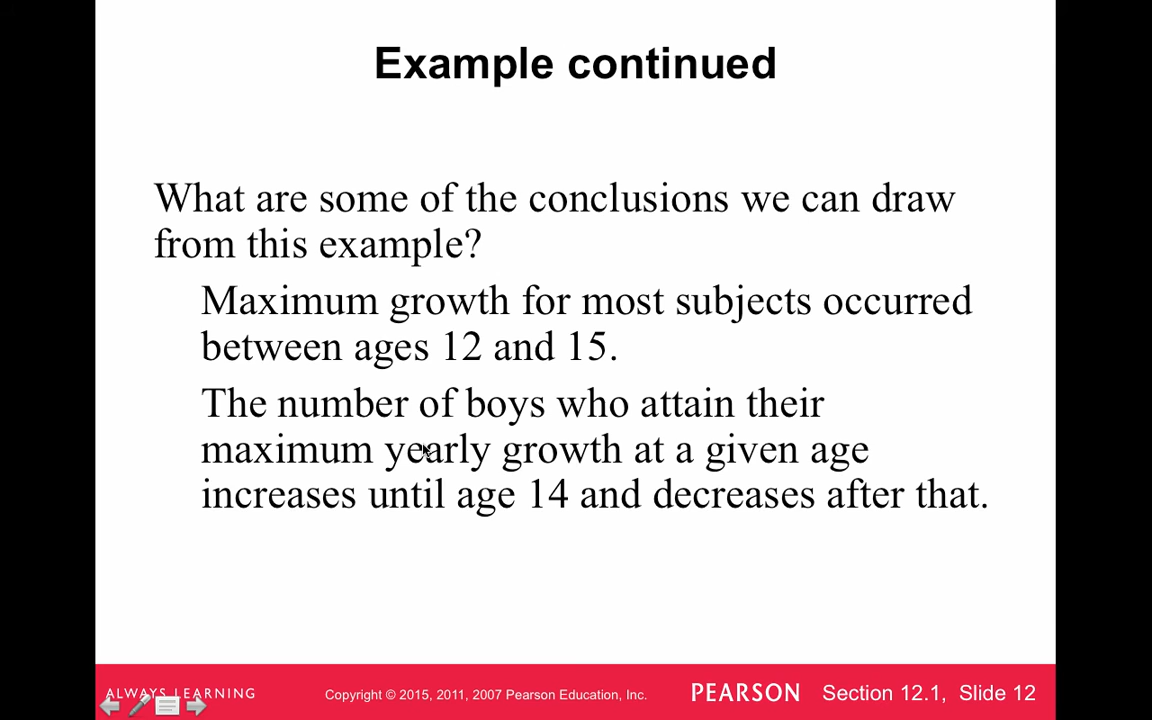 Example continued
What are some of the conclusions we can draw
from this example?
Maximum growth for most subjects occurred
between ages 12 and 15.
The number of boys who attain their
maximum yearly growth at a given age
increases until age 14 and decreases after that.
ALWAYS LEARNING
Copyright © 2015, 2011, 2007 Pearson Education, Inc.
PEARSON
Section 12.1, Slide 12